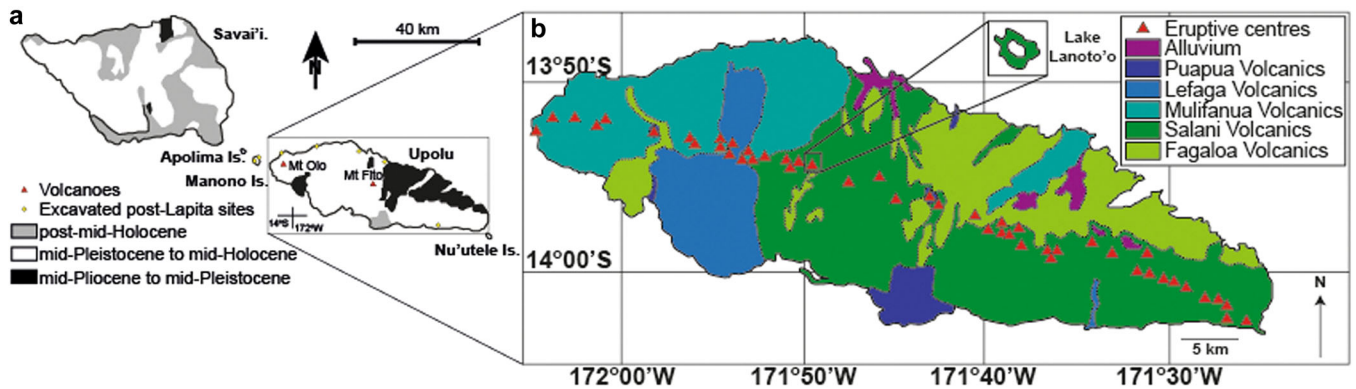 a
Savai'i.
40 km
Apolima Is.
Manono Is.
Upolu
Mt Olo
Mt Fito
14°S
172°W
Nu'utele Is.
Volcanoes
Excavated post-Lapita sites
post-mid-Holocene
mid-Pleistocene to mid-Holocene
mid-Pliocene to mid-Pleistocene
b
13°50'S
14°00'S
172°00'W
171°50'W
171°40'W
171°30'W
Lake
Lanoto'o
Eruptive centres
Alluvium
Puapua Volcanics
Lefaga Volcanics
Mulifanua Volcanics
Salani Volcanics
Fagaloa Volcanics
N
5 km